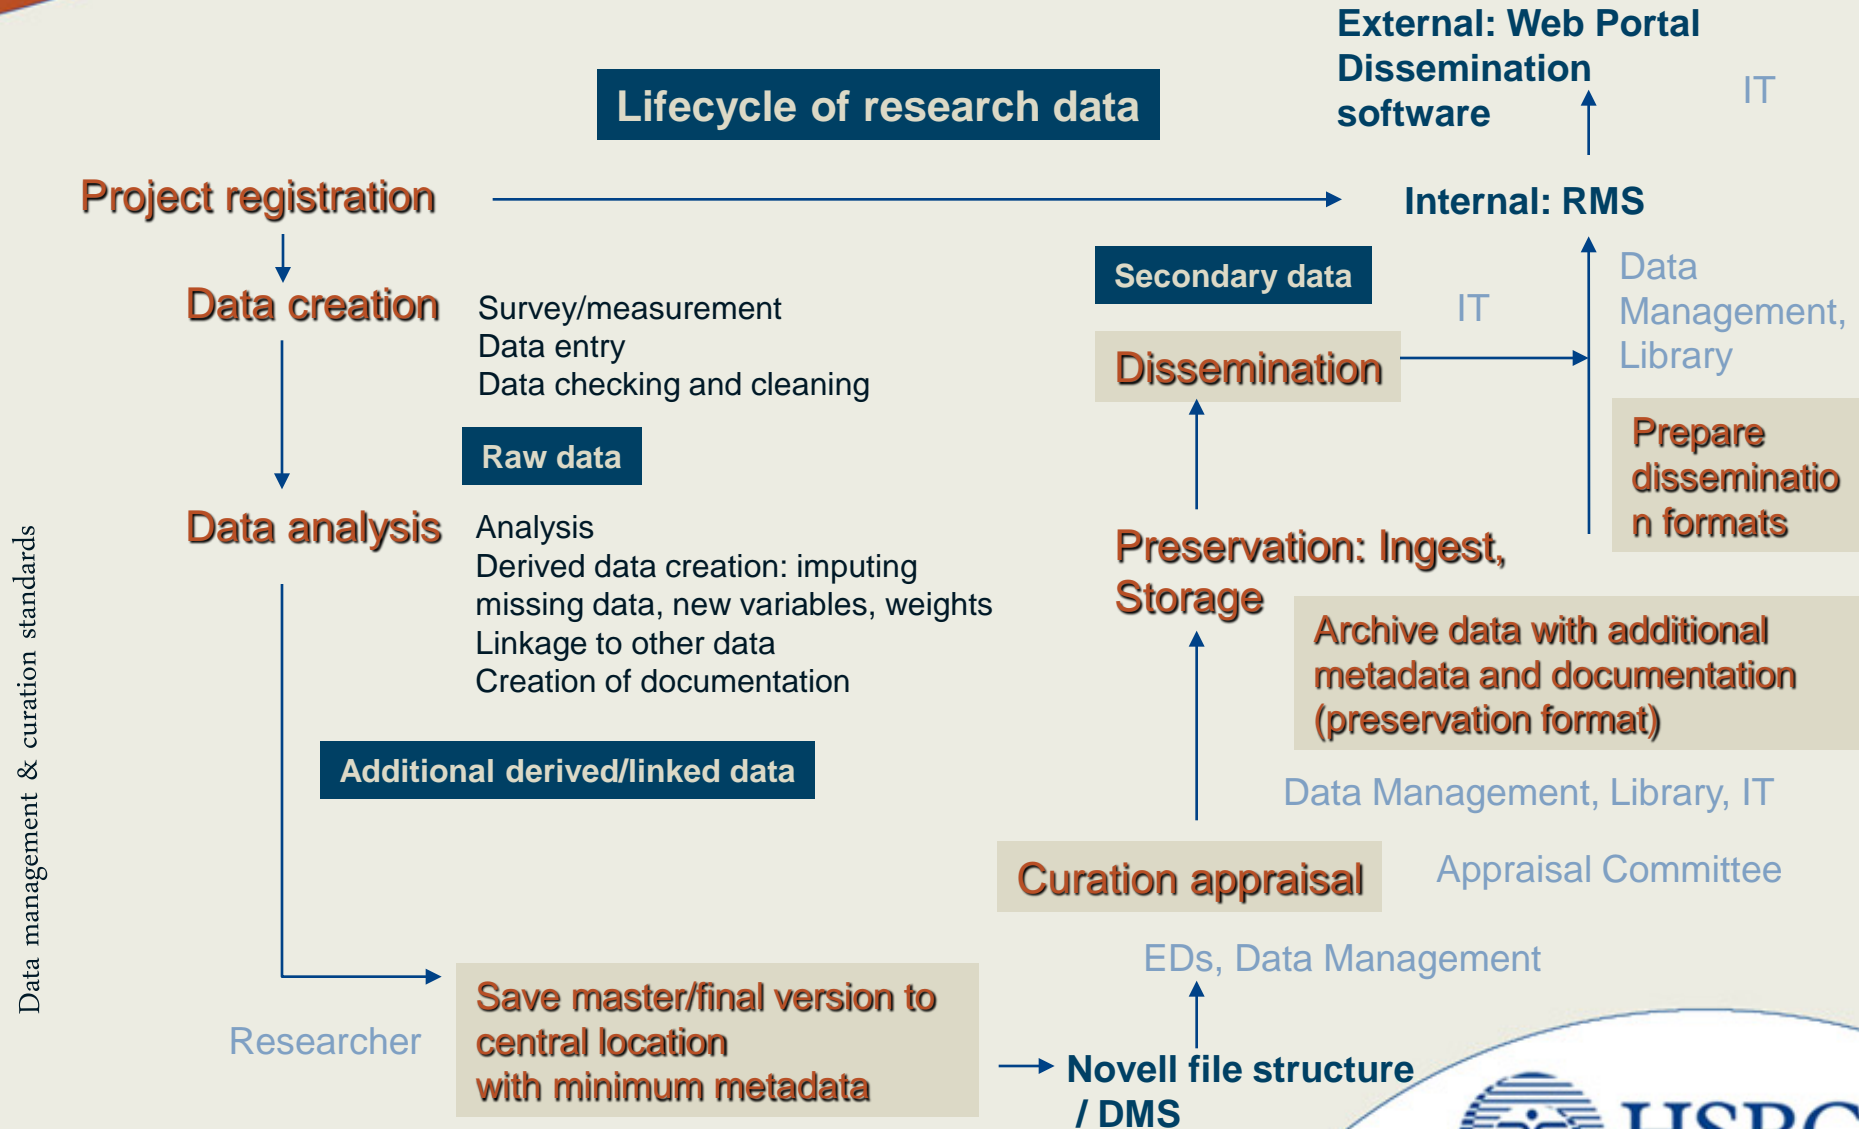 External: Web Portal
Dissemination
software
IT
Lifecycle of research data
Project registration
Internal: RMS
Data creation
Survey/measurement
Data entry
Data checking and cleaning
Secondary data
IT
Data
Management,
Library
Dissemination
Raw data
Prepare
disseminatio
n formats
Data analysis
Analysis
Derived data creation: imputing
missing data, new variables, weights
Linkage to other data
Creation of documentation
Preservation: Ingest,
Storage
Archive data with additional
metadata and documentation
(preservation format)
Additional derived/linked data
Data Management, Library, IT
Curation appraisal
Appraisal Committee
EDs, Data Management
Researcher
Save master/final version to
central location
with minimum metadata
Novell file structure
/ DMS
Data management & curation standards
HSRC